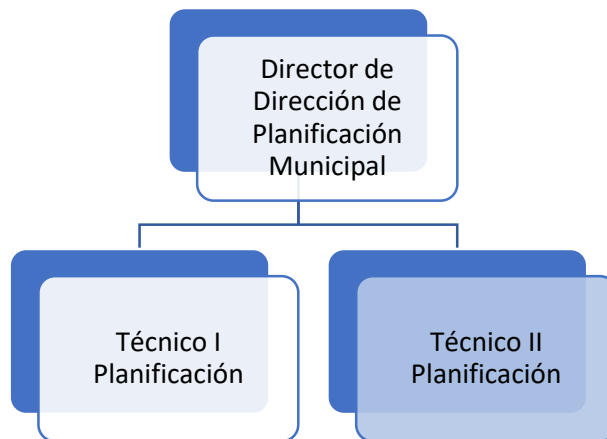 Director de
Dirección de
Planificación
Municipal
Técnico I
Planificación
Técnico II
Planificación